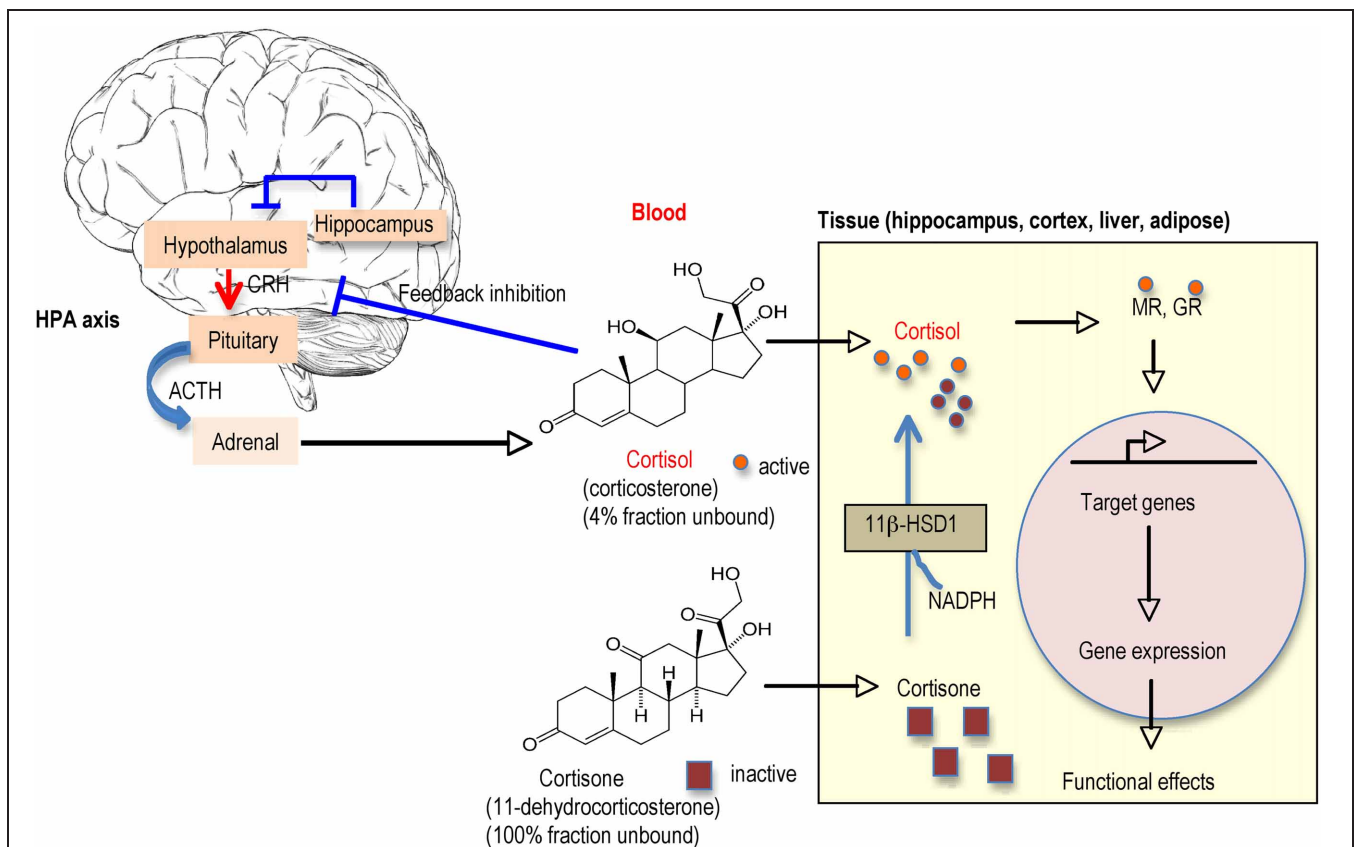 Hippocampus
Hypothalamus
CRH
HPA axis
Pituitary
ACTH
Adrenal
Feedback inhibition
Blood
HO
O
OH
HO
O
Cortisol
active
(corticosterone)
(4% fraction unbound)
HO
O
OH
O
H
H
H
O
Cortisone
inactive
(11-dehydrocorticosterone)
(100% fraction unbound)
Tissue (hippocampus, cortex, liver, adipose)
Cortisol
MR, GR
11β-HSD1
NADPH
Cortisone
Target genes
Gene expression
Functional effects